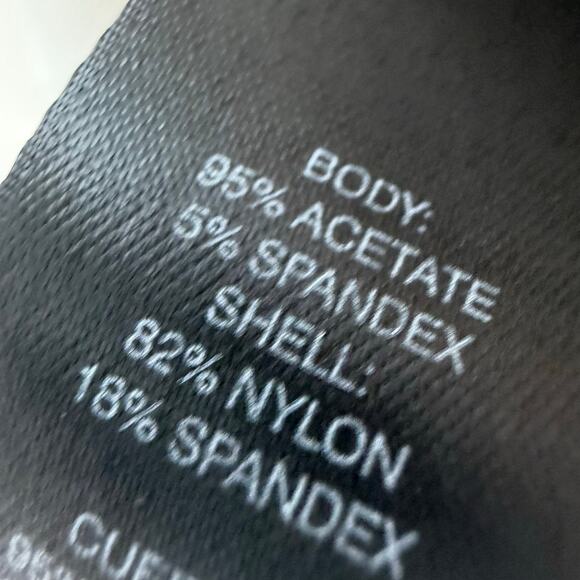 BODY:
95% ACETATE
5% SPANDEX
SHELL:
82% NYLON
18% SPANDEX